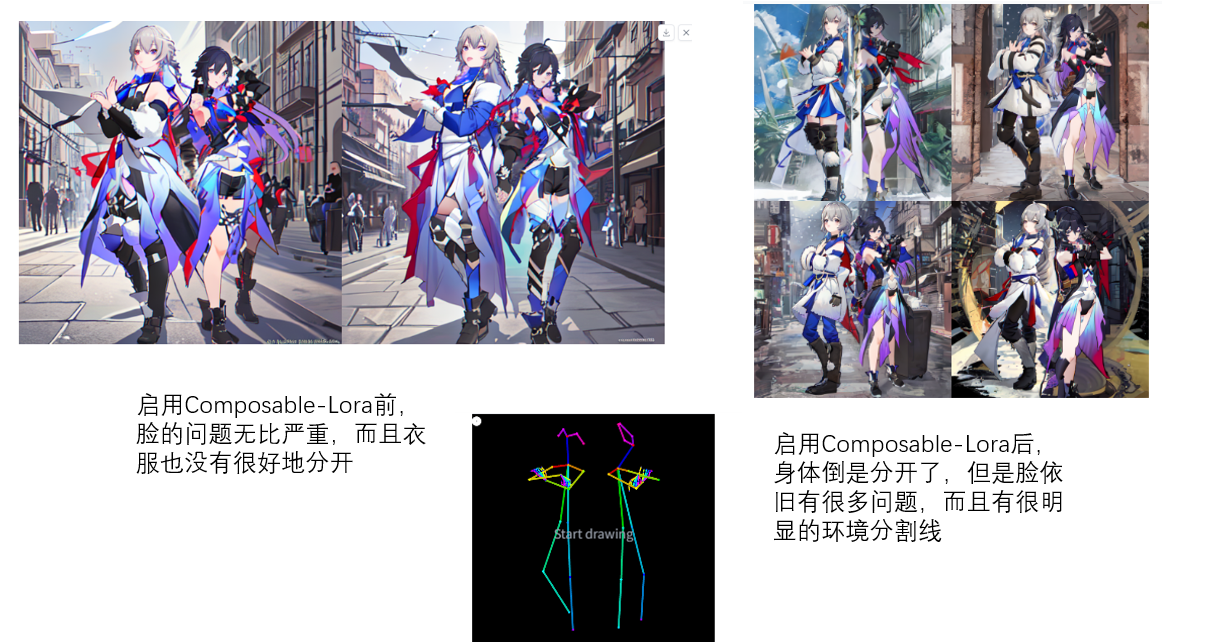 启用Composable-Lora前，
脸的问题无比严重，而且衣
服也没有很好地分开
Start drawing
启用Composable-Lora后，
身体倒是分开了，但是脸依
旧有很多问题，而且有很明
显的环境分割线